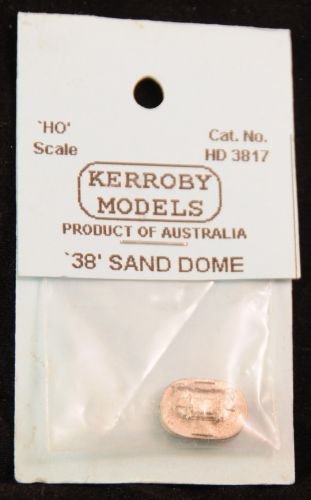 `HO' Cat. No.
Scale HD 3817
KERROBY
MODELS
PRODUCT OF AUSTRALIA
`38' SAND DOME